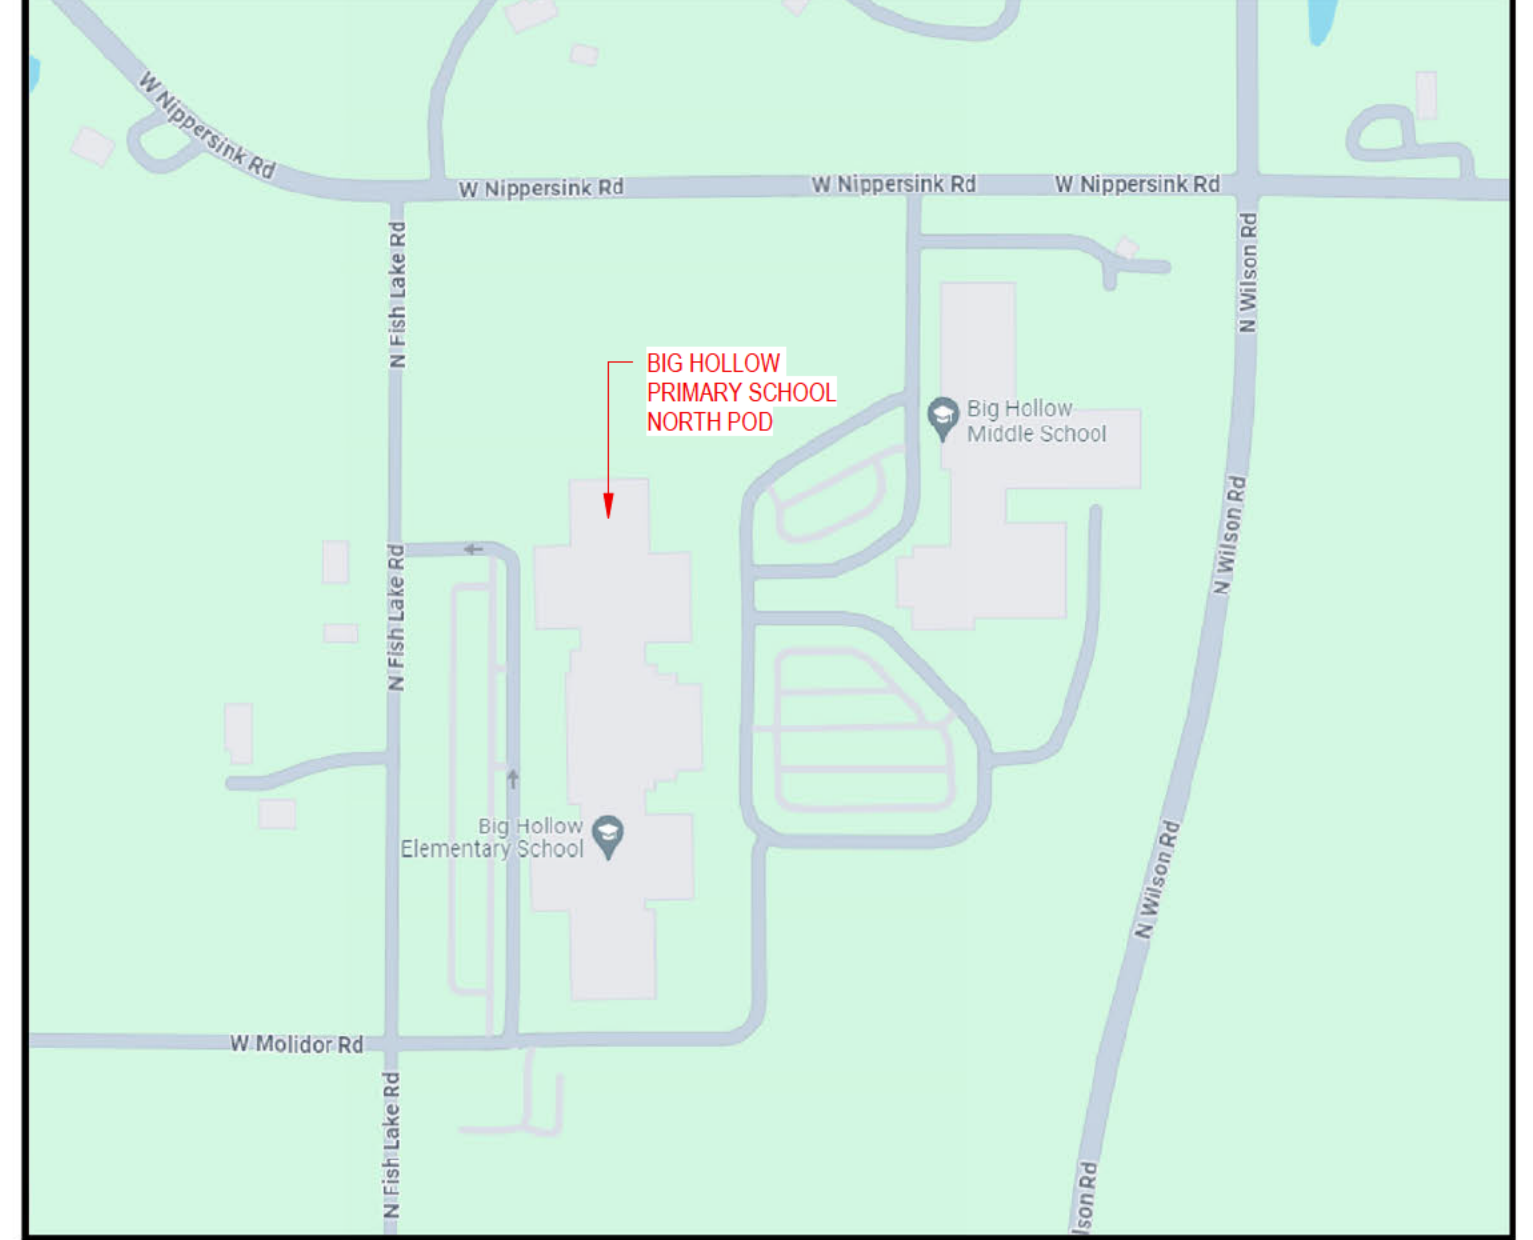 W Nippersink Rd
W Nippersink Rd
W Nippersink Rd
W Nippersink Rd
N Fish Lake Rd
N Wilson Rd
BIG HOLLOW
PRIMARY SCHOOL
NORTH POD
Big Hollow
Middle School
N Fish Lake Rd
N Wilson Rd
Big Hollow
Elementary School
N Wilson Rd
W Molidor Rd
N Fish Lake Rd
lson Rd